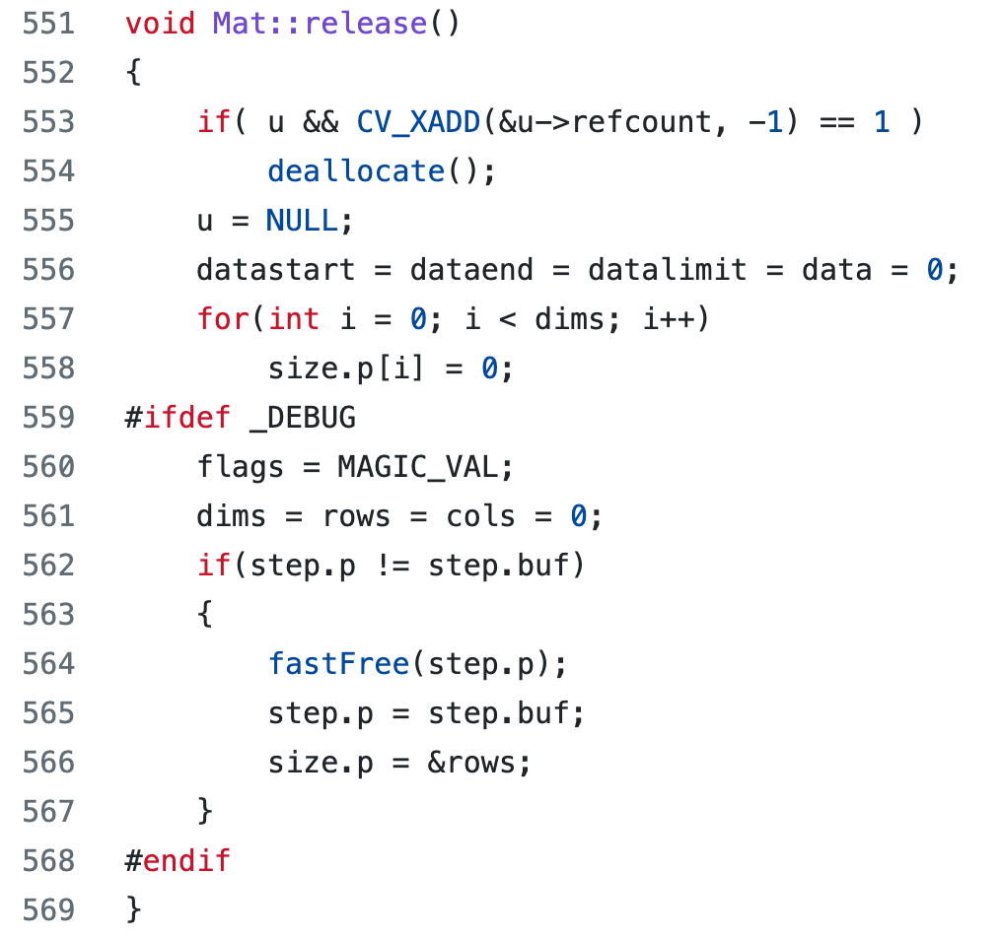 551 void Mat::release()
552 {
553     if( u && CV_XADD(&u->refcount, -1) == 1 )
554         deallocate();
555     u = NULL;
556     datastart = dataend = datalimit = data = 0;
557     for(int i = 0; i < dims; i++)
558         size.p[i] = 0;
559 #ifdef _DEBUG
560     flags = MAGIC_VAL;
561     dims = rows = cols = 0;
562     if(step.p != step.buf)
563     {
564         fastFree(step.p);
565         step.p = step.buf;
566         size.p = &rows;
567     }
568 #endif
569 }